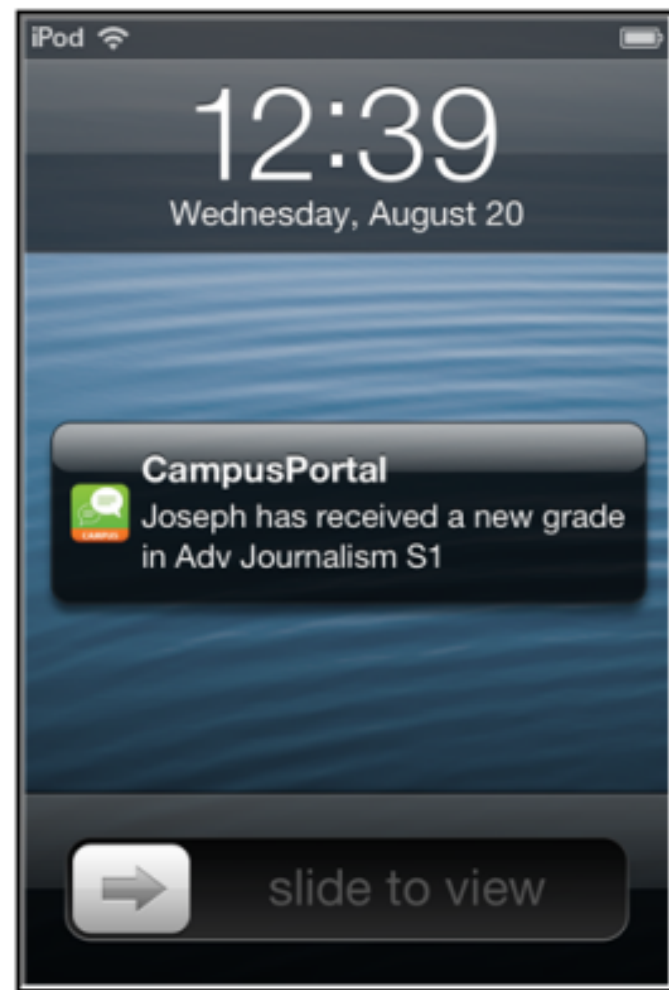 iPod
12:39
Wednesday, August 20
CampusPortal
Joseph has received a new grade
in Adv Journalism S1
CAMPUS
slide to view